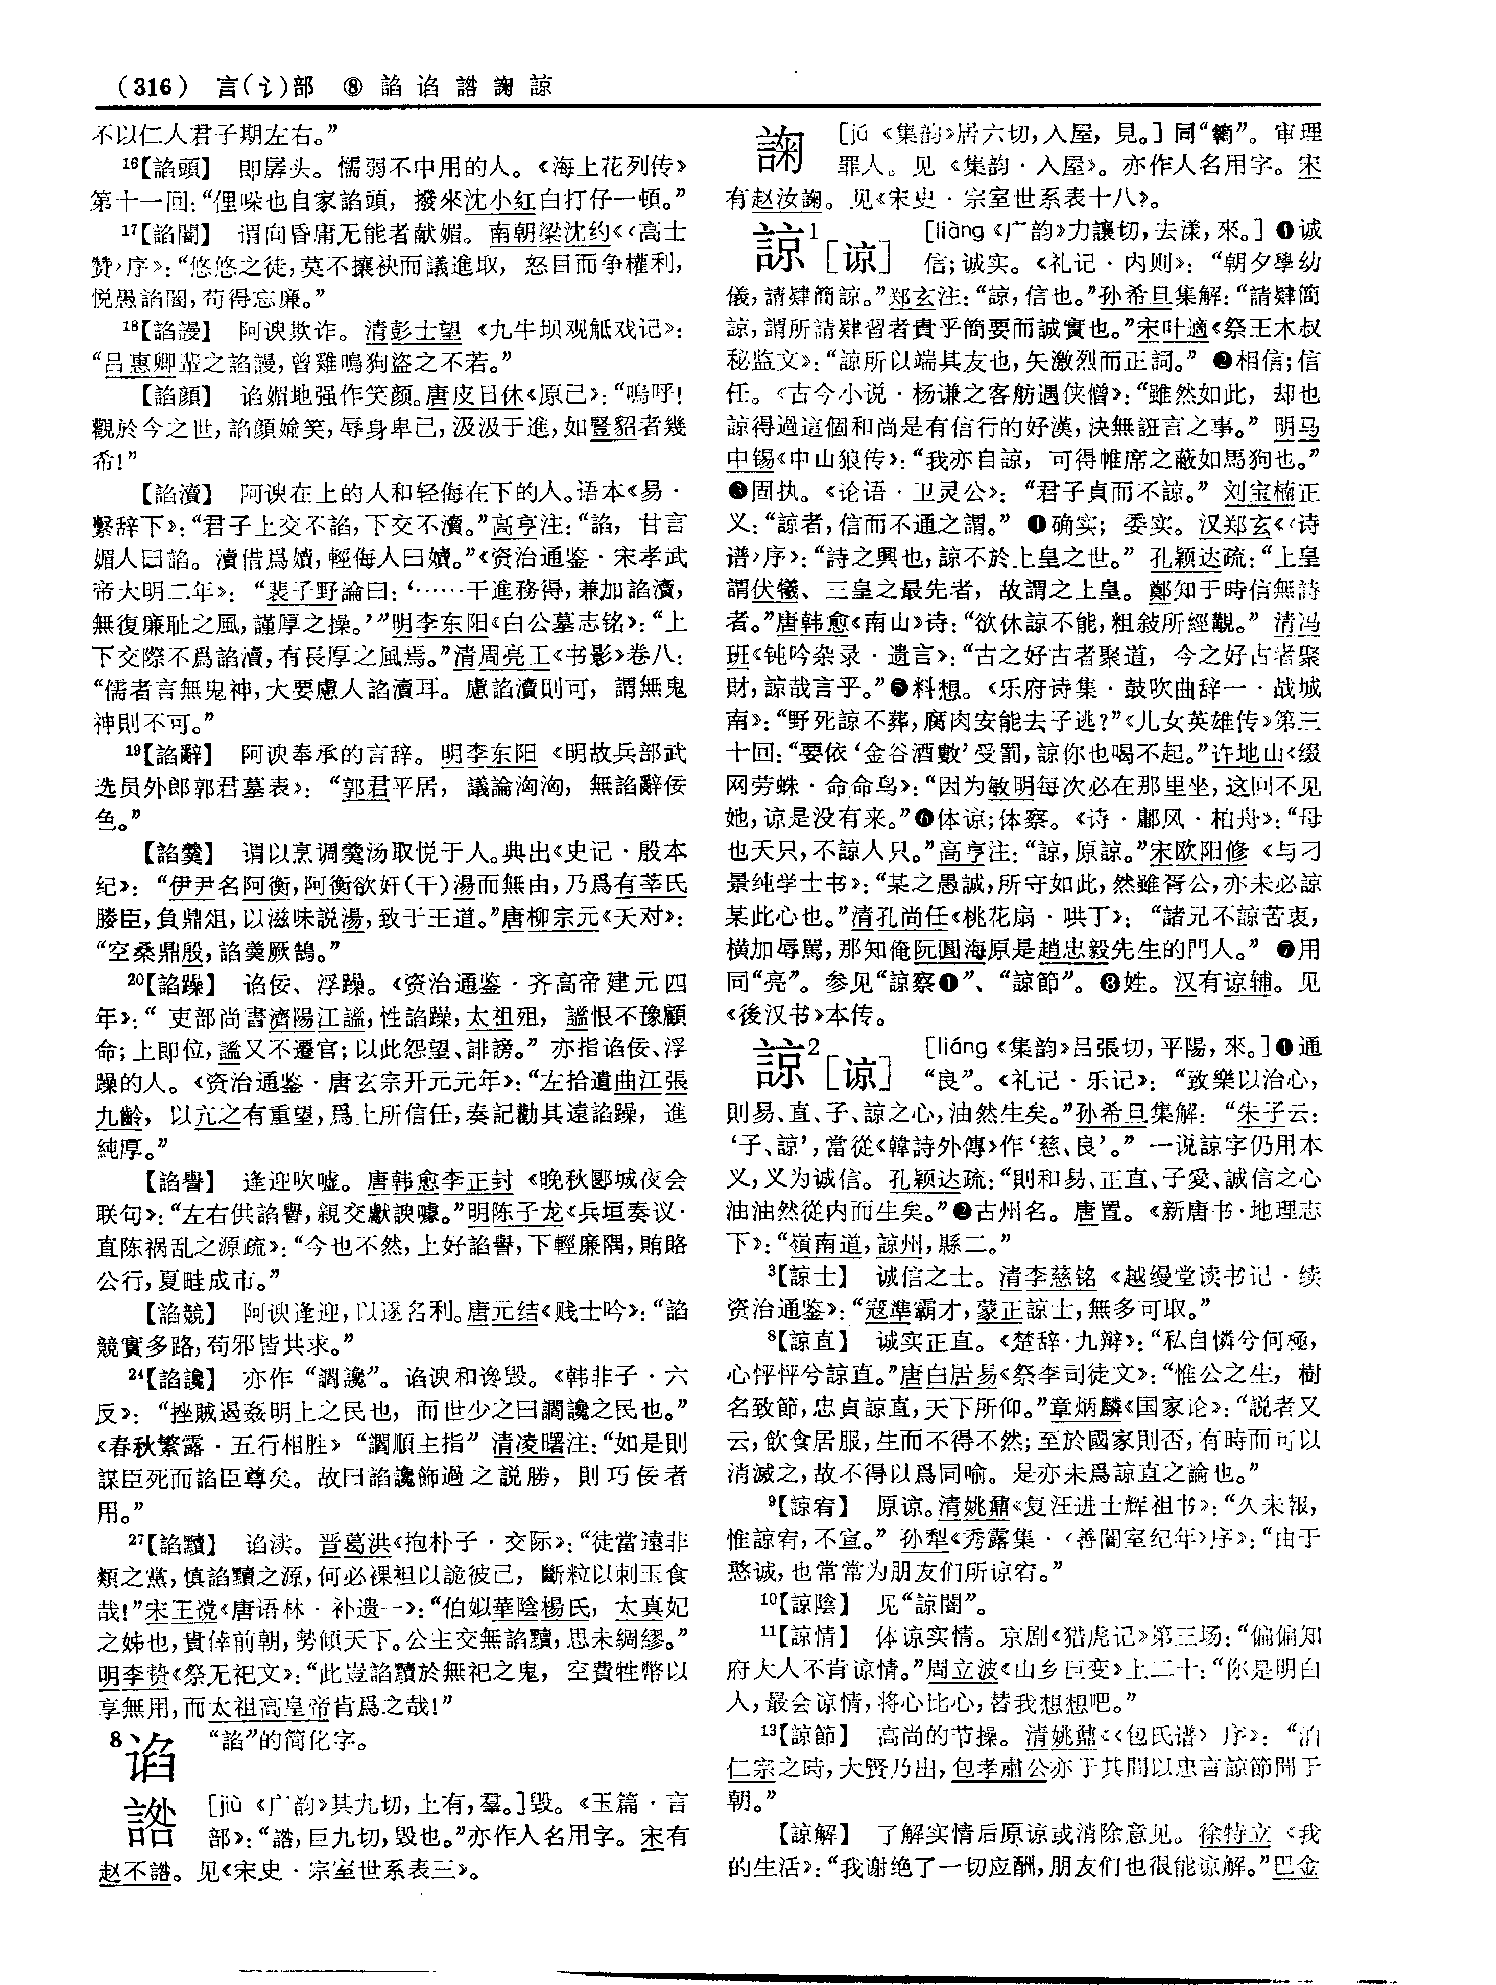 (316) 言(讠)部 ⑧ 諂 谄 𧨱 諊 諒
不以仁人君子期左右。”
16【諂頭】 即孱头。懦弱不中用的人。《海上花列传》
第十一回:“俚哚也自家諂頭，撥來沈小红白打仔一頓。”
17【諂闇】 谓向昏庸无能者献媚。南朝梁沈约《〈高士
赞〉序》:“悠悠之徒，莫不攘袂而議進取，怒目而争權利，
悦愚諂闇，苟得忘廉。”
18【諂謾】 阿谀欺诈。清彭士望《九牛坝观觝戏记》:
“吕惠卿輩之諂謾，曾雞鳴狗盜之不若。”
【諂顔】 谄媚地强作笑颜。唐皮日休《原己》:“嗚呼!
觀於今之世，諂顔婾笑，辱身卑己，汲汲于進，如豎貂者幾
希!”
【諂瀆】 阿谀在上的人和轻侮在下的人。语本《易·
繫辞下》:“君子上交不諂，下交不瀆。”高亨注:“諂，甘言
媚人曰諂。瀆借爲嬻，輕侮人曰嬻。”《资治通鉴·宋孝武
帝大明二年》: “裴子野論曰:‘……干進務得，兼加諂瀆，
無復廉耻之風，謹厚之操。’”明李东阳《白公墓志铭》:“上
下交際不爲諂瀆，有長厚之風焉。”清周亮工《书影》卷八:
“儒者言無鬼神，大要慮人諂瀆耳。慮諂瀆則可，謂無鬼
神則不可。”
19【諂辭】 阿谀奉承的言辞。明李东阳《明故兵部武
选员外郎郭君墓表》: “郭君平居，議論洶洶，無諂辭佞
色。”
【諂羹】 谓以烹调羹汤取悦于人。典出《史记·殷本
纪》: “伊尹名阿衡，阿衡欲奸(干)湯而無由，乃爲有莘氏
媵臣，負鼎俎，以滋味説湯，致于王道。”唐柳宗元《天对》:
“空桑鼎殷，諂羹厥鵠。”
20【諂躁】 谄佞、浮躁。《资治通鉴·齐高帝建元四
年》:“吏部尚書濟陽江謐，性諂躁，太祖殂，謐恨不豫顧
命;上即位，謐又不遷官;以此怨望、誹謗。”亦指谄佞、浮
躁的人。《资治通鉴·唐玄宗开元元年》:“左拾遺曲江張
九齡，以元之有重望，爲上所信任，奏記勸其遠諂躁，進
純厚。”
【諂譽】 逢迎吹嘘。唐韩愈李正封《晚秋郾城夜会
联句》:“左右供諂譽，親交獻諛噱。”明陈子龙《兵垣奏议·
直陈祸乱之源疏》:“今也不然，上好諂譽，下輕廉隅，賄賂
公行，夏畦成市。”
【諂競】 阿谀逢迎，以逐名利。唐元结《贱士吟》:“諂
競實多路，苟邪皆共求。”
24【諂讒】 亦作“讇讒”。谄谀和谗毁。《韩非子·六
反》: “挫賊遏姦明上之民也，而世少之曰讇讒之民也。”
《春秋繁露·五行相胜》“讇順主指”清凌曙注:“如是則
謀臣死而諂臣尊矣。故曰諂讒飾過之説勝，則巧佞者
用。”
27【諂黷】 谄渎。晋葛洪《抱朴子·交际》:“徒當遠非
類之黨，慎諂黷之源，何必裸袒以詭彼己，斷粒以刺玉食
哉!”宋王谠《唐语林·补遗一》:“伯姒華陰楊氏，太真妃
之姊也，貴倖前朝，勢傾天下。公主交無諂黷，思未綢繆。”
明李贽《祭无祀文》:“此豈諂黷於無祀之鬼，空費牲幣以
享無用，而太祖高皇帝肯爲之哉!”
8谄 “諂”的简化字。
𧨱 [jiù《广韵》其九切，上有，羣。]毁。《玉篇·言
部》:“𧨱，巨九切，毁也。”亦作人名用字。宋有
赵不𧨱。见《宋史·宗室世系表三》。
諊 [jú《集韵》居六切，入屋，見。]同“鞫”。审理
罪人。见《集韵·入屋》。亦作人名用字。宋
有赵汝諊。见《宋史·宗室世系表十八》。
諒1[谅] [liàng《广韵》力讓切，去漾，來。]❶诚
信;诚实。《礼记·内则》: “朝夕學幼
儀，請肄簡諒。”郑玄注:“諒，信也。”孙希旦集解:“請肄簡
諒，謂所請肄習者貴乎簡要而誠實也。”宋叶適《祭王木叔
秘监文》:“諒所以端其友也，矢激烈而正詞。”❷相信;信
任。《古今小说·杨谦之客舫遇侠僧》:“雖然如此，却也
諒得過這個和尚是有信行的好漢，决無誑言之事。”明马
中锡《中山狼传》:“我亦自諒，可得帷席之蔽如馬狗也。”
❸固执。《论语·卫灵公》: “君子貞而不諒。”刘宝楠正
义:“諒者，信而不通之謂。”❹确实;委实。汉郑玄《〈诗
谱〉序》:“詩之興也，諒不於上皇之世。”孔颖达疏:“上皇
謂伏犧、三皇之最先者，故謂之上皇。鄭知于時信無詩
者。”唐韩愈《南山》诗:“欲休諒不能，粗敍所經覿。”清冯
班《钝吟杂录·遗言》:“古之好古者聚道，今之好古者聚
財，諒哉言乎。”❺料想。《乐府诗集·鼓吹曲辞一·战城
南》:“野死諒不葬，腐肉安能去子逃?”《儿女英雄传》第三
十回:“要依‘金谷酒數’受罰，諒你也喝不起。”许地山《缀
网劳蛛·命命鸟》:“因为敏明每次必在那里坐，这回不见
她，谅是没有来。”❻体谅;体察。《诗·鄘风·柏舟》:“母
也天只，不諒人只。”高亨注:“諒，原諒。”宋欧阳修《与刁
景纯学士书》:“某之愚誠，所守如此，然雖胥公，亦未必諒
某此心也。”清孔尚任《桃花扇·哄丁》: “諸兄不諒苦衷，
横加辱罵，那知俺阮圓海原是趙忠毅先生的門人。”❼用
同“亮”。参见“諒察❶”、“諒節”。❽姓。汉有谅辅。见
《後汉书》本传。
諒2[谅] [liáng《集韵》吕張切，平陽，來。]❶通
“良”。《礼记·乐记》: “致樂以治心，
則易、直、子、諒之心，油然生矣。”孙希旦集解: “朱子云:
‘子、諒’，當從《韓詩外傳》作‘慈、良’。”一说諒字仍用本
义，义为诚信。孔颖达疏:“則和易、正直、子愛、誠信之心
油油然從内而生矣。”❷古州名。唐置。《新唐书·地理志
下》:“嶺南道，諒州，縣二。”
3【諒士】 诚信之士。清李慈铭《越缦堂读书记·续
资治通鉴》:“寇準霸才，蒙正諒士，無多可取。”
8【諒直】 诚实正直。《楚辞·九辩》:“私自憐兮何極，
心怦怦兮諒直。”唐白居易《祭李司徒文》:“惟公之生，樹
名致節，忠貞諒直，天下所仰。”章炳麟《国家论》:“説者又
云，飲食居服，生而不得不然;至於國家則否，有時而可以
消滅之，故不得以爲同喻。是亦未爲諒直之論也。”
9【諒宥】 原谅。清姚鼐《复汪进士辉祖书》:“久未報，
惟諒宥，不宣。”孙犁《秀露集·〈善闇室纪年〉序》:“由于
憨诚，也常常为朋友们所谅宥。”
10【諒陰】 见“諒闇”。
11【諒情】 体谅实情。京剧《猎虎记》第三场:“偏偏知
府大人不肯谅情。”周立波《山乡巨变》上二十:“你是明白
人，最会谅情，将心比心，替我想想吧。”
13【諒節】 高尚的节操。清姚鼐《〈包氏谱〉序》: “洎
仁宗之時，大賢乃出，包孝肅公亦于其間以忠言諒節聞于
朝。”
【諒解】 了解实情后原谅或消除意见。徐特立《我
的生活》:“我谢绝了一切应酬，朋友们也很能谅解。”巴金